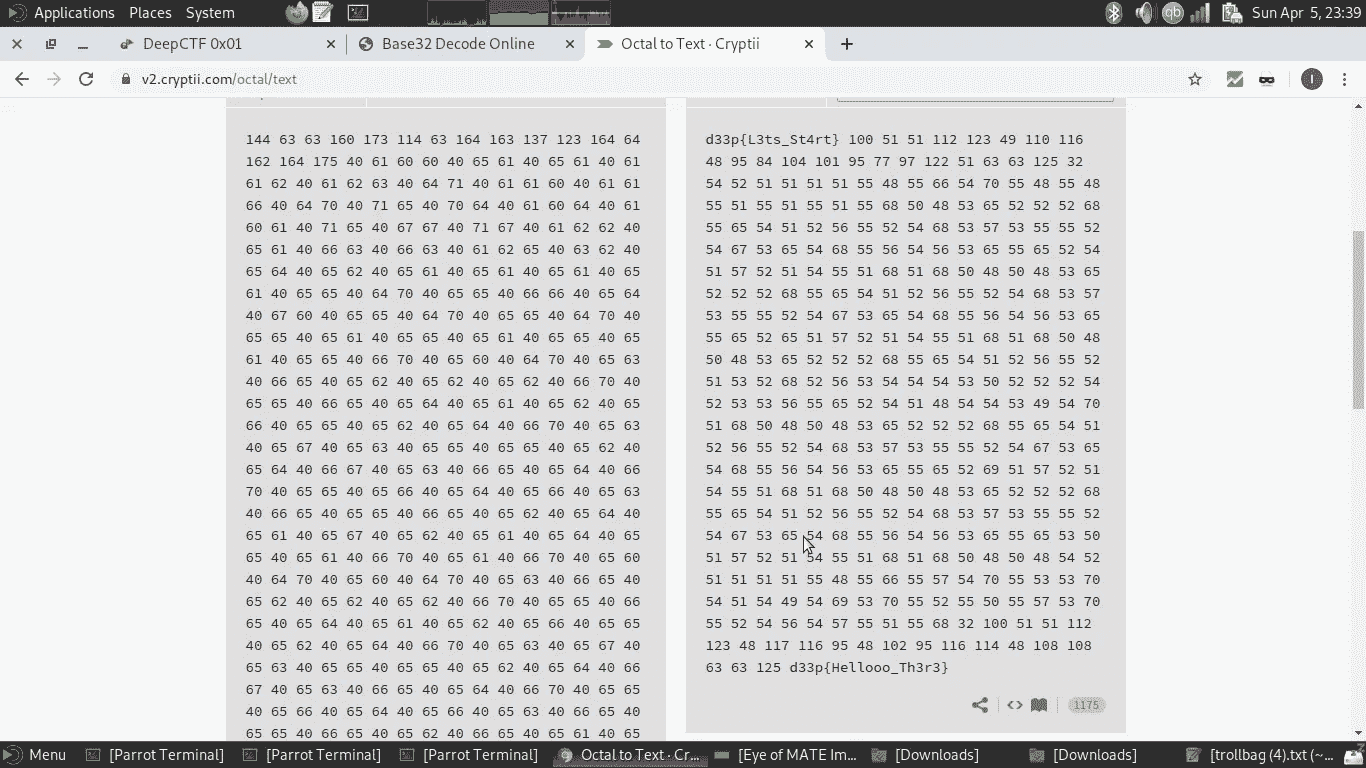 Applications Places System Sun Apr 5, 23:39
DeepCTF 0x01 Base32 Decode Online Octal to Text · Cryptii
v2.cryptii.com/octal/text
144 63 63 160 173 114 63 164 163 137 123 164 64
162 164 175 40 61 60 60 40 65 61 40 65 61 40 61
61 62 40 61 62 63 40 64 71 40 61 61 60 40 61 61
66 40 64 70 40 71 65 40 70 64 40 61 60 64 40 61
60 61 40 71 65 40 67 67 40 71 67 40 61 62 62 40
65 61 40 66 63 40 66 63 40 61 62 65 40 63 62 40
65 64 40 65 62 40 65 61 40 65 61 40 65 61 40 65
61 40 65 65 40 64 70 40 65 65 40 66 66 40 65 64
40 67 60 40 65 65 40 64 70 40 65 65 40 64 70 40
65 65 40 65 61 40 65 65 40 65 61 40 65 65 40 65
61 40 65 65 40 66 70 40 65 60 40 64 70 40 65 63
40 66 65 40 65 62 40 65 62 40 65 62 40 66 70 40
65 65 40 66 65 40 65 64 40 65 61 40 65 62 40 65
66 40 65 65 40 65 62 40 65 64 40 66 70 40 65 63
40 65 67 40 65 63 40 65 65 40 65 65 40 65 62 40
65 64 40 66 67 40 65 63 40 66 65 40 65 64 40 66
70 40 65 65 40 65 66 40 65 64 40 65 66 40 65 63
40 66 65 40 65 65 40 66 65 40 65 62 40 65 64 40
65 61 40 65 67 40 65 62 40 65 61 40 65 64 40 65
65 40 65 61 40 66 70 40 65 61 40 66 70 40 65 60
40 64 70 40 65 60 40 64 70 40 65 63 40 66 65 40
65 62 40 65 62 40 65 62 40 66 70 40 65 65 40 66
65 40 65 64 40 65 61 40 65 62 40 65 66 40 65 65
40 65 62 40 65 64 40 66 70 40 65 63 40 65 67 40
65 63 40 65 65 40 65 65 40 65 62 40 65 64 40 66
67 40 65 63 40 66 65 40 65 64 40 66 70 40 65 65
40 65 66 40 65 64 40 65 66 40 65 63 40 66 65 40
65 65 40 66 65 40 65 62 40 66 65 40 65 61 40 65
d33p{L3ts_St4rt} 100 51 51 112 123 49 110 116
48 95 84 104 101 95 77 97 122 51 63 63 125 32
54 52 51 51 51 51 55 48 55 66 54 70 55 48 55 48
55 51 55 51 55 51 55 68 50 48 53 65 52 52 52 68
55 65 54 51 52 56 55 52 54 68 53 57 53 55 55 52
54 67 53 65 54 68 55 56 54 56 53 65 55 65 52 54
51 57 52 51 54 55 51 68 51 68 50 48 50 48 53 65
52 52 52 68 55 65 54 51 52 56 55 52 54 68 53 57
53 55 55 52 54 67 53 65 54 68 55 56 54 56 53 65
55 65 52 65 51 57 52 51 54 55 51 68 51 68 50 48
50 48 53 65 52 52 52 68 55 65 54 51 52 56 55 52
51 53 52 68 52 56 53 54 54 54 53 50 52 52 52 54
52 53 53 56 55 65 52 54 51 48 54 54 53 49 54 70
51 68 50 48 50 48 53 65 52 52 52 68 55 65 54 51
52 56 55 52 54 68 53 57 53 55 55 52 54 67 53 65
54 68 55 56 54 56 53 65 55 65 52 69 51 57 52 51
54 55 51 68 51 68 50 48 50 48 53 65 52 52 52 68
55 65 54 51 52 56 55 52 54 68 53 57 53 55 55 52
54 67 53 65 54 68 55 56 54 56 53 65 55 65 53 50
51 57 52 51 54 55 51 68 51 68 50 48 50 48 54 52
51 51 51 51 55 48 55 66 55 57 54 70 55 53 53 70
54 51 54 49 54 69 53 70 55 52 55 50 55 57 53 70
55 52 54 56 54 57 55 51 55 68 32 100 51 51 112
123 48 117 116 95 48 102 95 116 114 48 108 108
63 63 125 d33p{Hellooo_Th3r3}
1175
Menu [Parrot Terminal] [Parrot Terminal] [Parrot Terminal] Octal to Text · Cr... [Eye of MATE Im... [Downloads] [Downloads] [trollbag (4).txt (~...